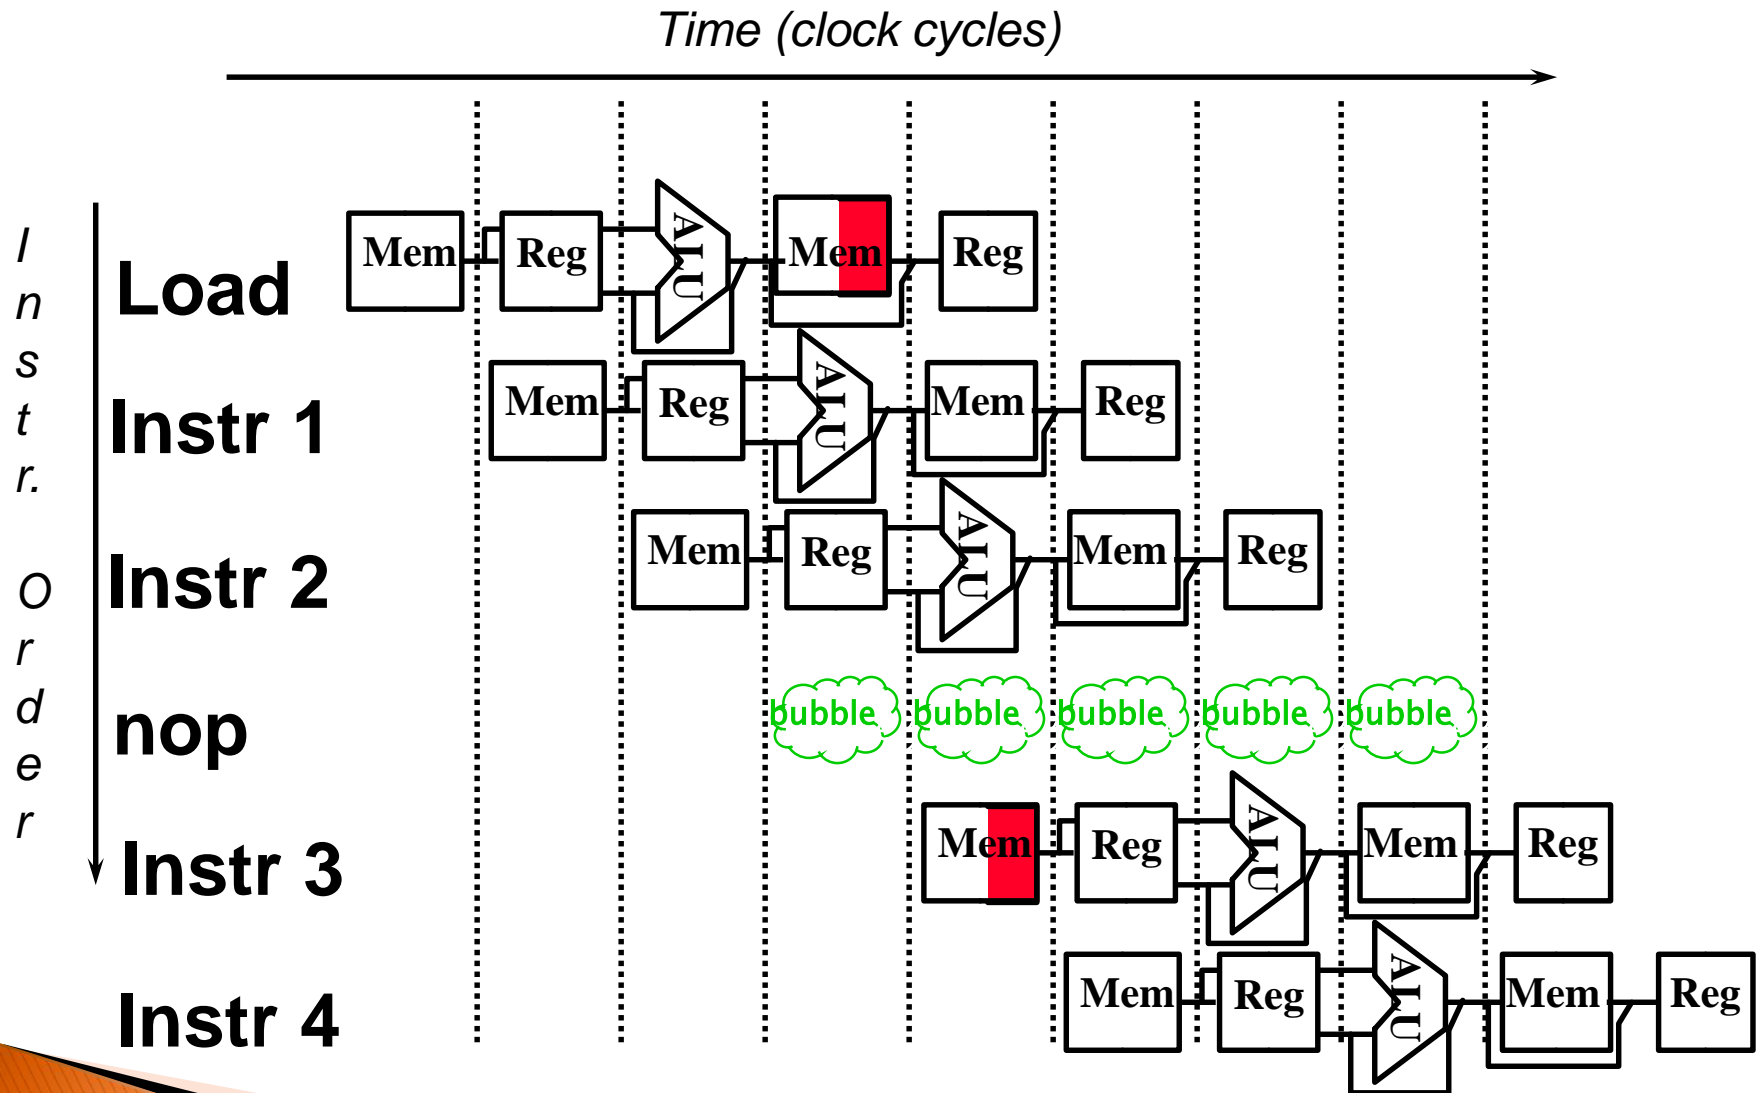 Time (clock cycles)
Instr. Order
Load
Mem Reg ALU Mem Reg
Instr 1
Mem Reg ALU Mem Reg
Instr 2
Mem Reg ALU Mem Reg
nop
bubble bubble bubble bubble bubble
Instr 3
Mem Reg ALU Mem Reg
Instr 4
Mem Reg ALU Mem Reg